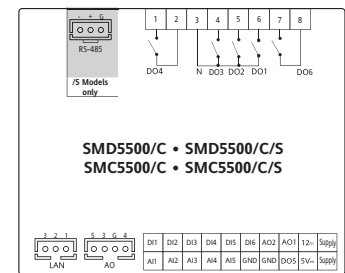 - + G
RS-485
/S Models
only
1 2 3 4 5 6 7 8
DO4 N DO3 DO2 DO1 DO6
SMD5500/C • SMD5500/C/S
SMC5500/C • SMC5500/C/S
3 2 1
LAN
5 3 G 4
AO
DI1 DI2 DI3 DI4 DI5 DI6 AO2 AO1 12⎓ Supply
AI1 AI2 AI3 AI4 AI5 GND GND DO5 5V⎓ Supply